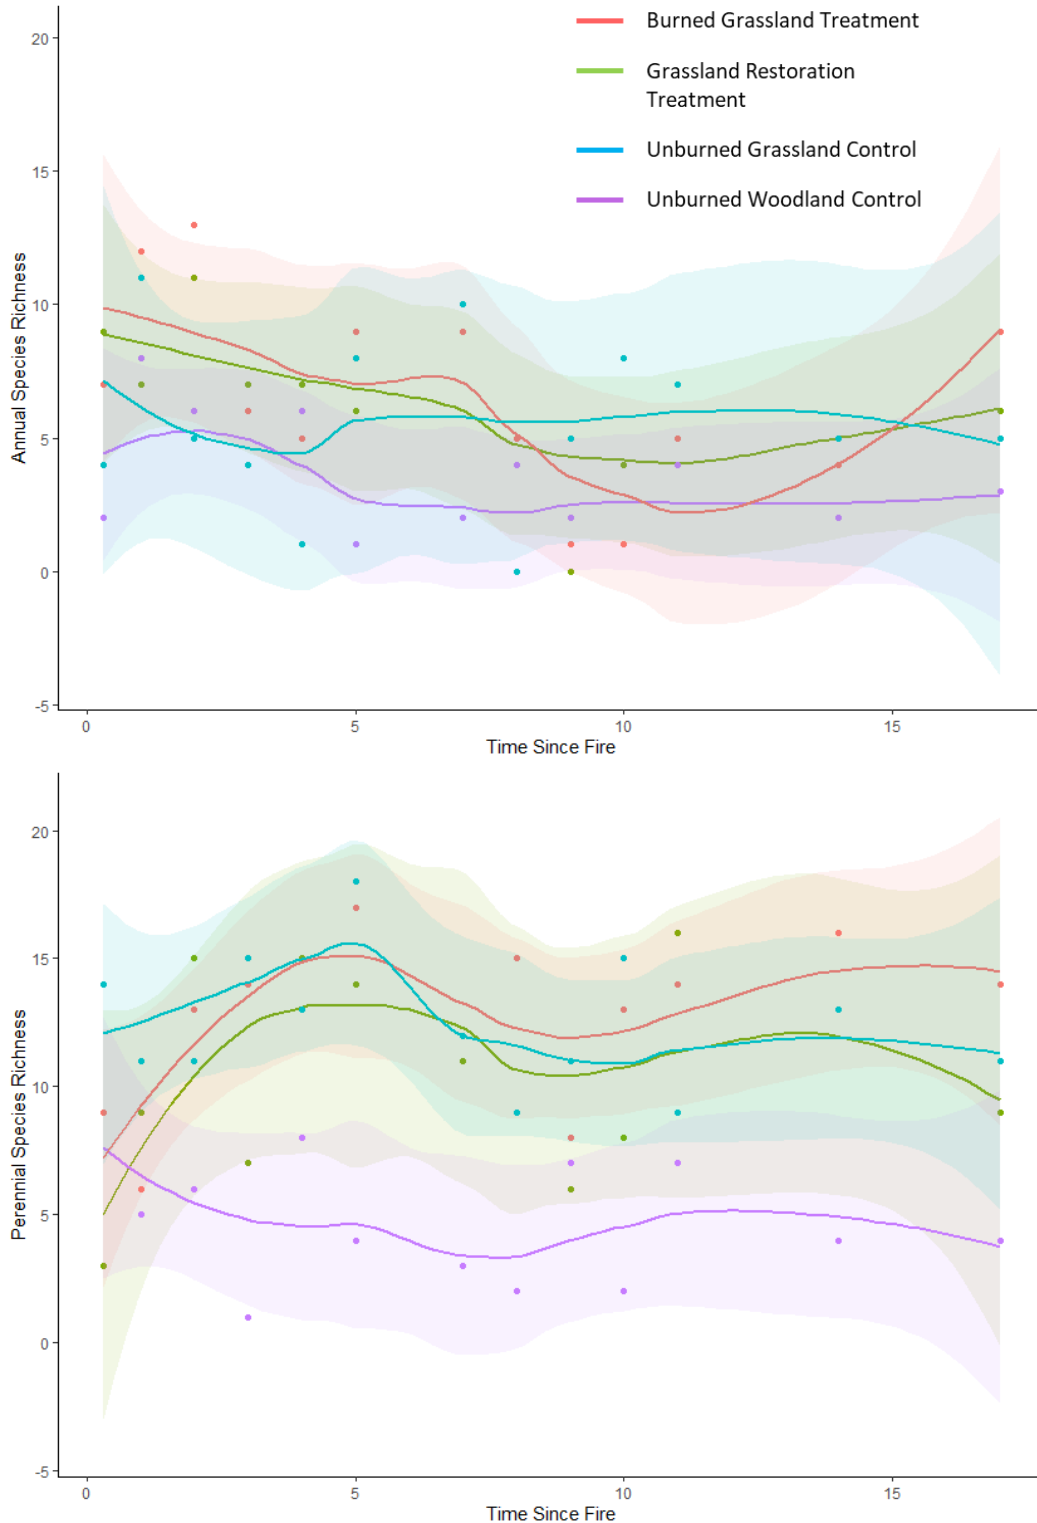 Burned Grassland Treatment
Grassland Restoration
Treatment
Unburned Grassland Control
Unburned Woodland Control
Annual Species Richness
20
15
10
5
0
-5
0 5 10 15
Time Since Fire
Perennial Species Richness
20
15
10
5
0
-5
0 5 10 15
Time Since Fire